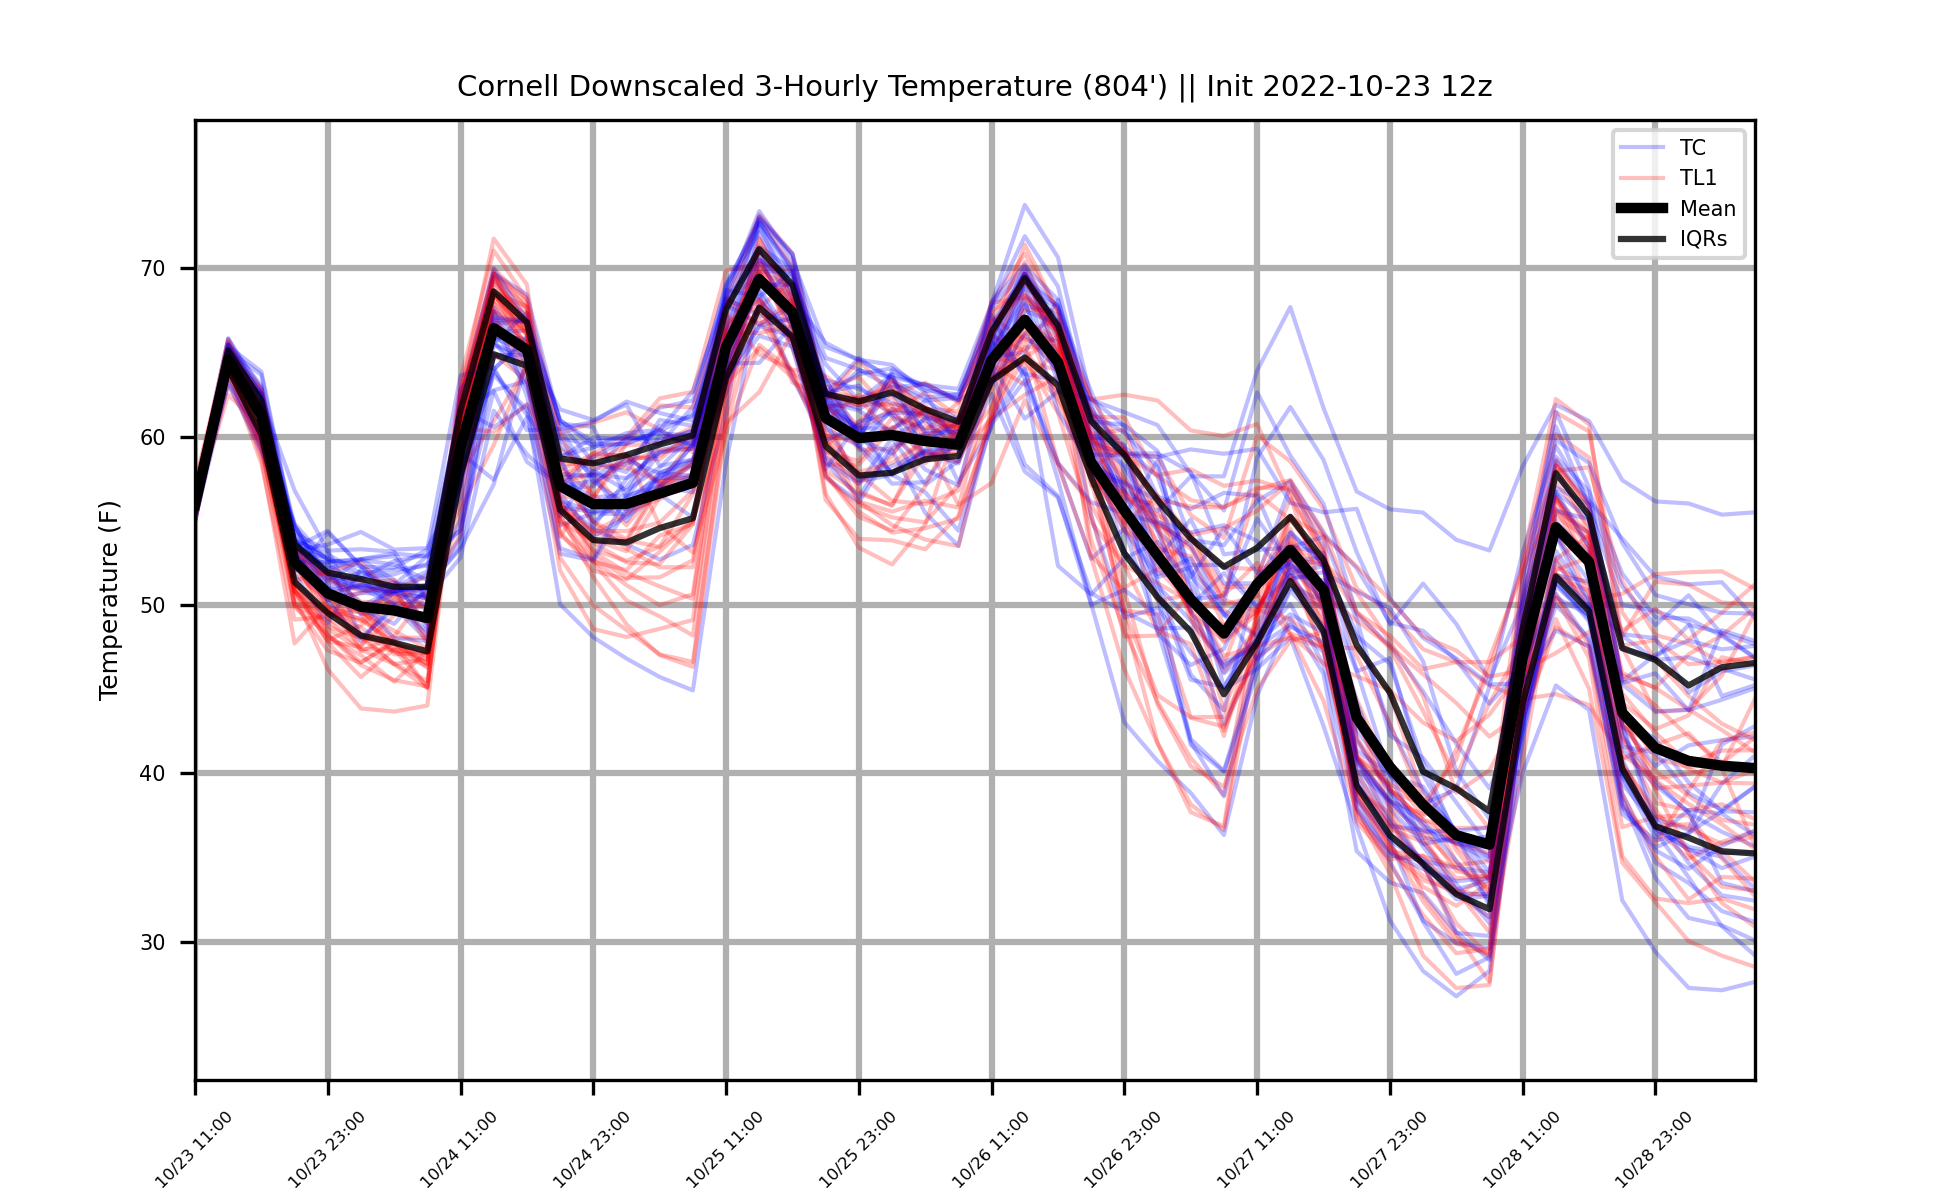 Cornell Downscaled 3-Hourly Temperature (804') || Init 2022-10-23 12z
TC
TL1
Mean
IQRs
Temperature (F)
70
60
50
40
30
10/23 11:00
10/23 23:00
10/24 11:00
10/24 23:00
10/25 11:00
10/25 23:00
10/26 11:00
10/26 23:00
10/27 11:00
10/27 23:00
10/28 11:00
10/28 23:00